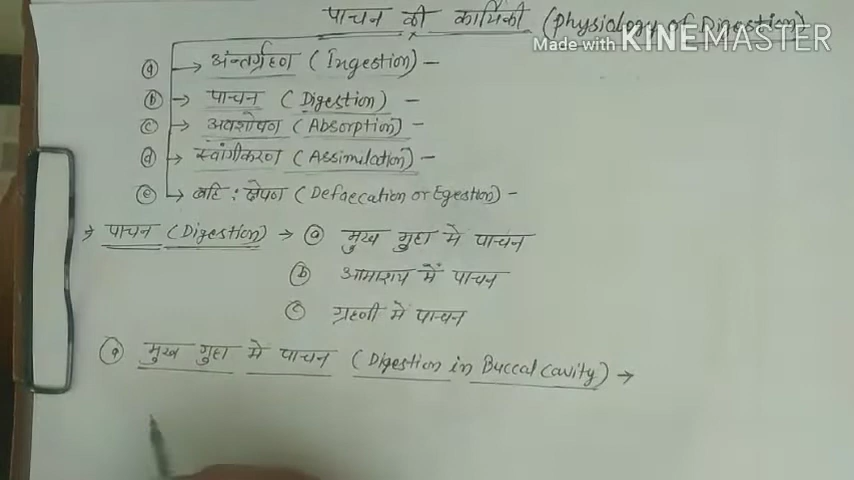 पाचन की कार्यिकी (physiology of Digestion)
Made with KINEMASTER
ⓐ → अंतर्ग्रहण (Ingestion) –
ⓑ → पाचन (Digestion) –
ⓒ → अवशोषण (Absorption) –
ⓓ → स्वांगीकरण (Assimilation) –
ⓔ → बहि:क्षेपण (Defaecation or Egestion) –
→ पाचन (Digestion) → ⓐ मुख गुहा मे पाचन
ⓑ आमाशय में पाचन
ⓒ ग्रहणी मे पाचन
ⓐ मुख गुहा मे पाचन (Digestion in Buccal Cavity) →